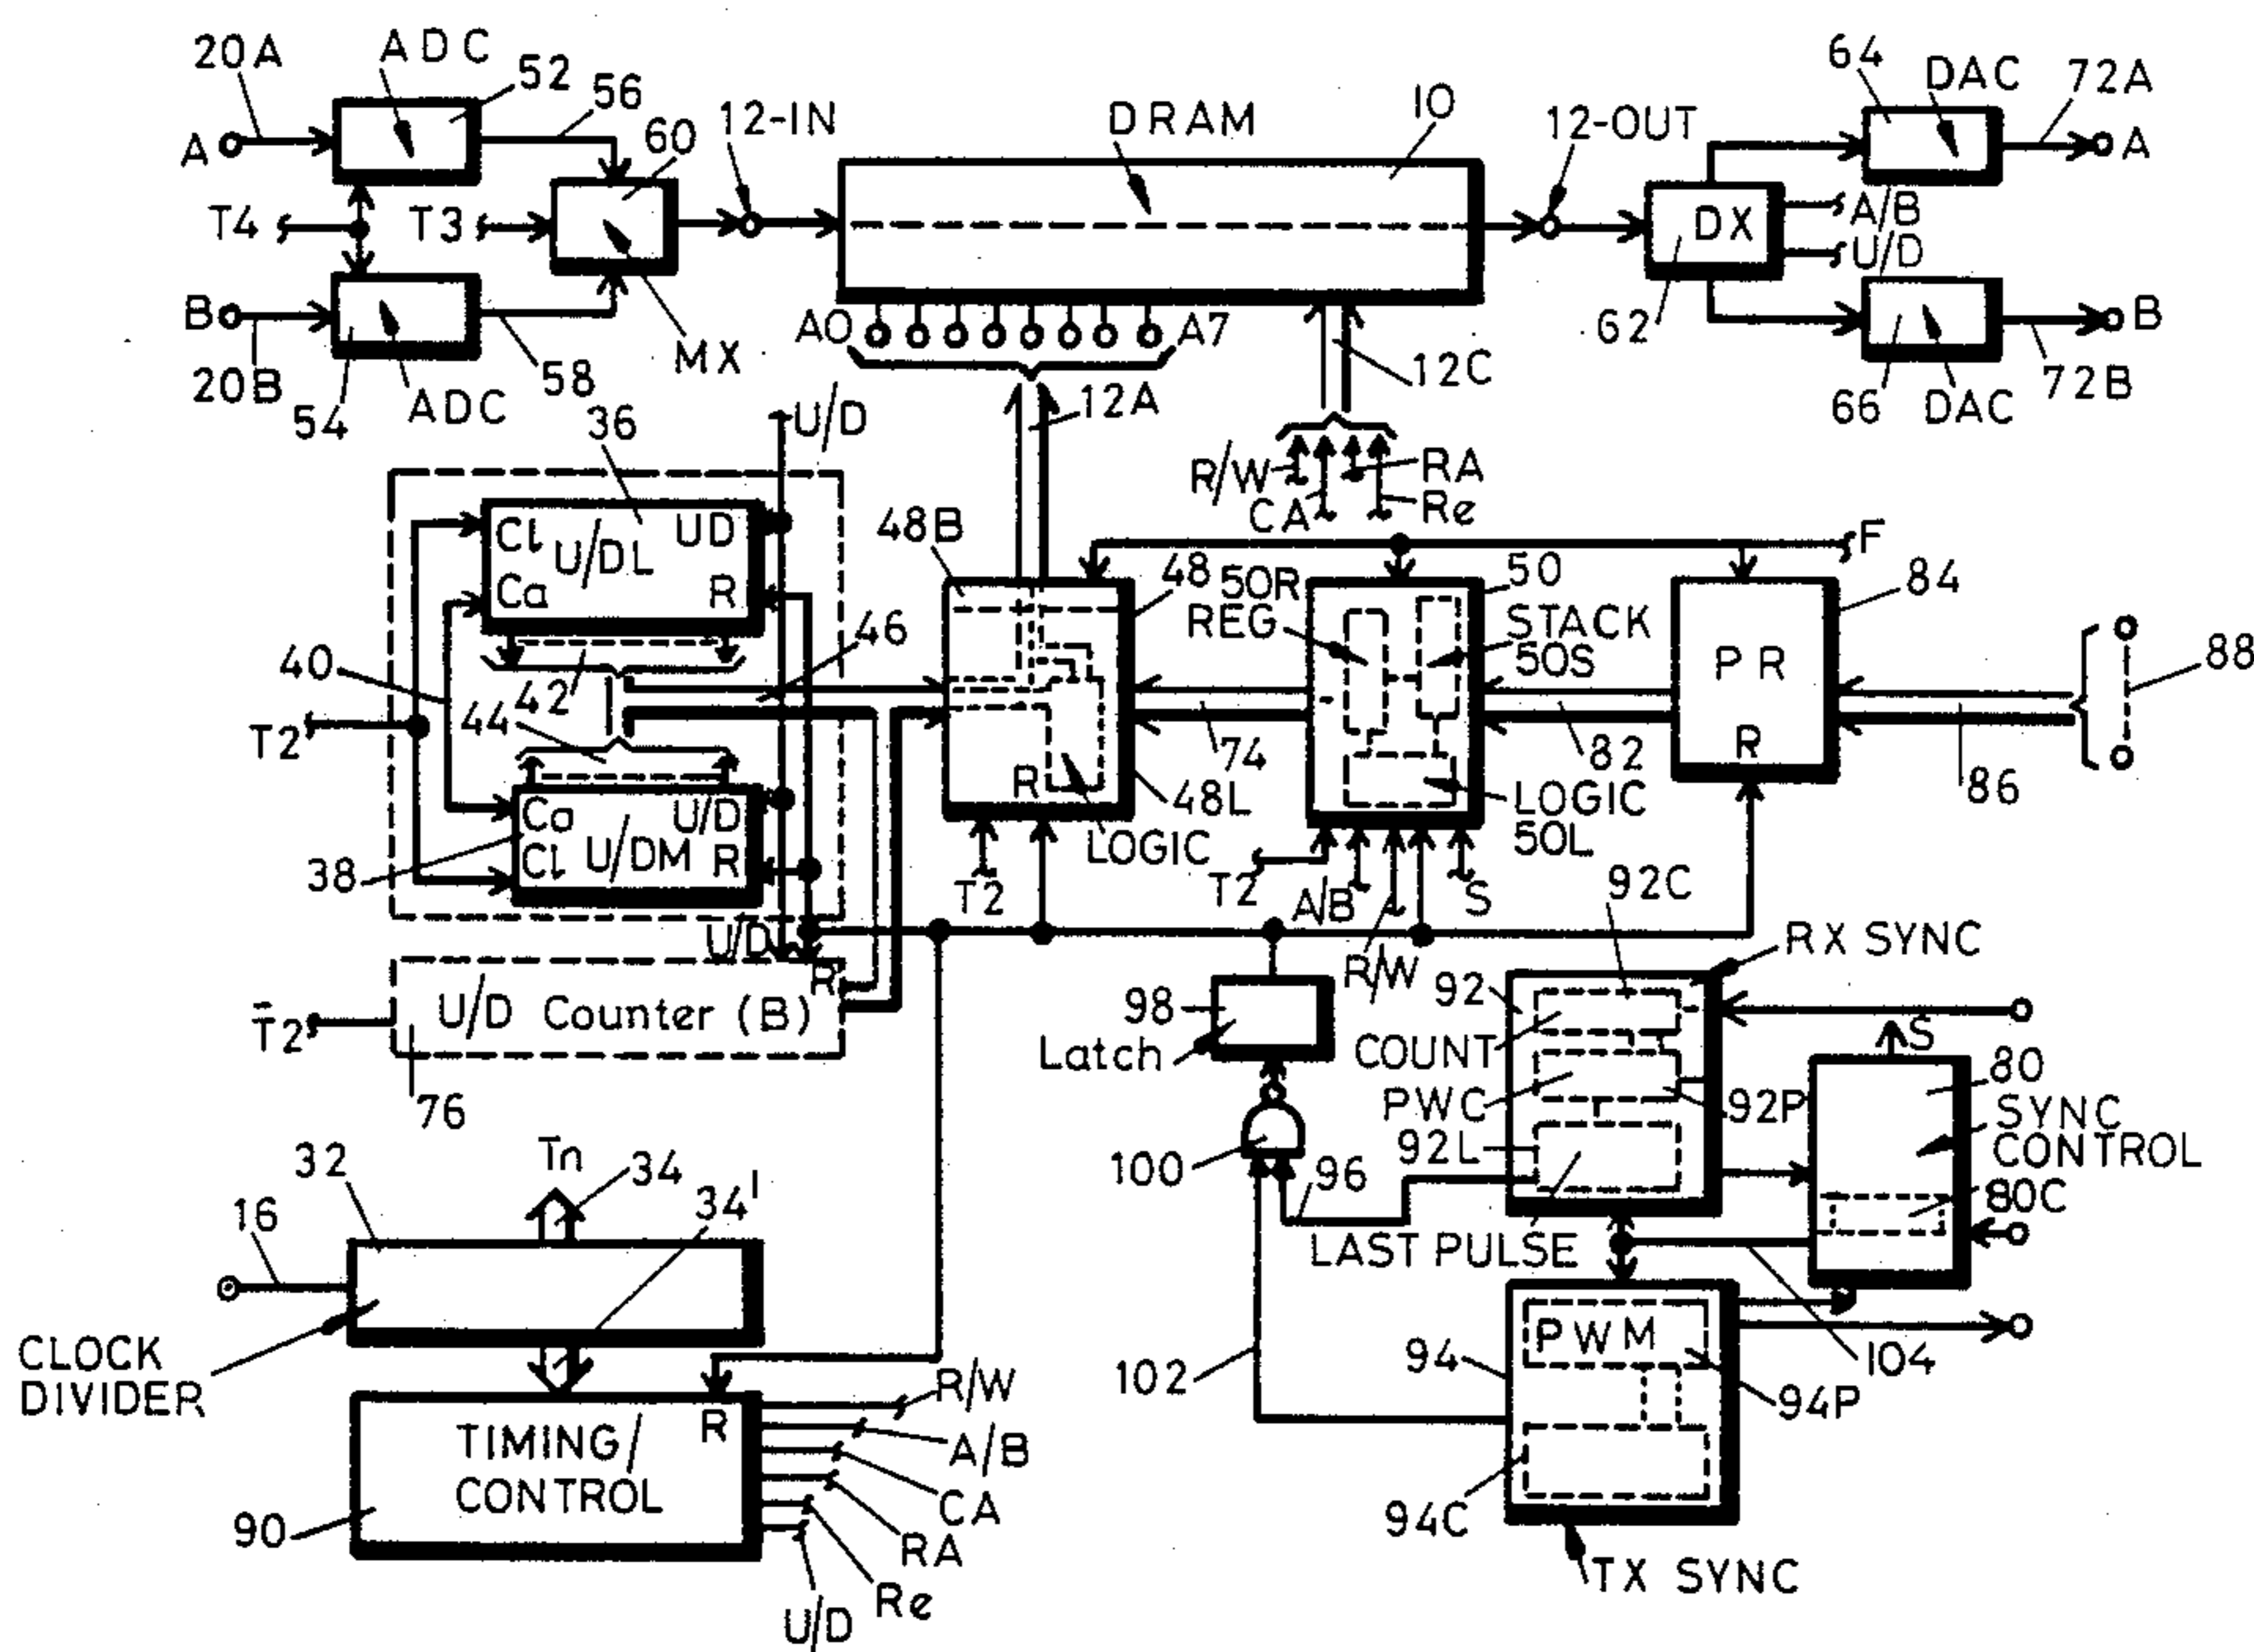 20A
ADC
52
56
60
12-IN
DRAM
10
12-OUT
64
DAC
72A
A
A
T4
T3
DX
A/B
U/D
B
B
20B
54
ADC
58
MX
A0
A7
12A
12C
62
66
DAC
72B
36
U/D
R/W
CA
RA
Re
Cl
UD
U/DL
Ca
R
48B
48
50R
REG
50
STACK
50S
F
84
PR
R
88
40
42
44
46
T2
74
82
86
Ca
U/D
Cl
U/DM
R
38
R
48L
LOGIC
LOGIC
50L
T2
T2
A/B
R/W
S
92C
RX SYNC
U/D
R
U/D Counter (B)
T̄2
76
98
Latch
92
COUNT
PWC
92P
92L
S
80
SYNC
CONTROL
80C
100
96
LAST PULSE
Tn
32
34
34'
16
CLOCK
DIVIDER
102
94
PWM
104
94P
94C
TX SYNC
R
TIMING/
CONTROL
90
R/W
A/B
CA
RA
Re
U/D